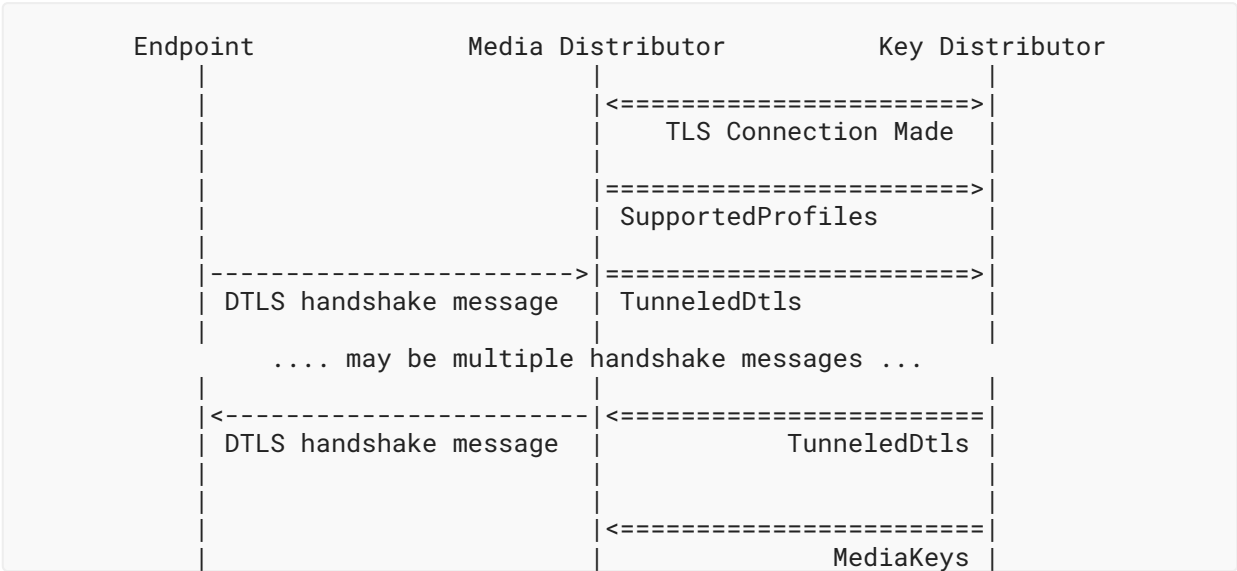 Endpoint Media Distributor Key Distributor
<=======================>
TLS Connection Made
========================>
SupportedProfiles
------------------------> ========================>
DTLS handshake message TunneledDtls
.... may be multiple handshake messages ...
<------------------------ <========================
DTLS handshake message TunneledDtls
<========================
MediaKeys